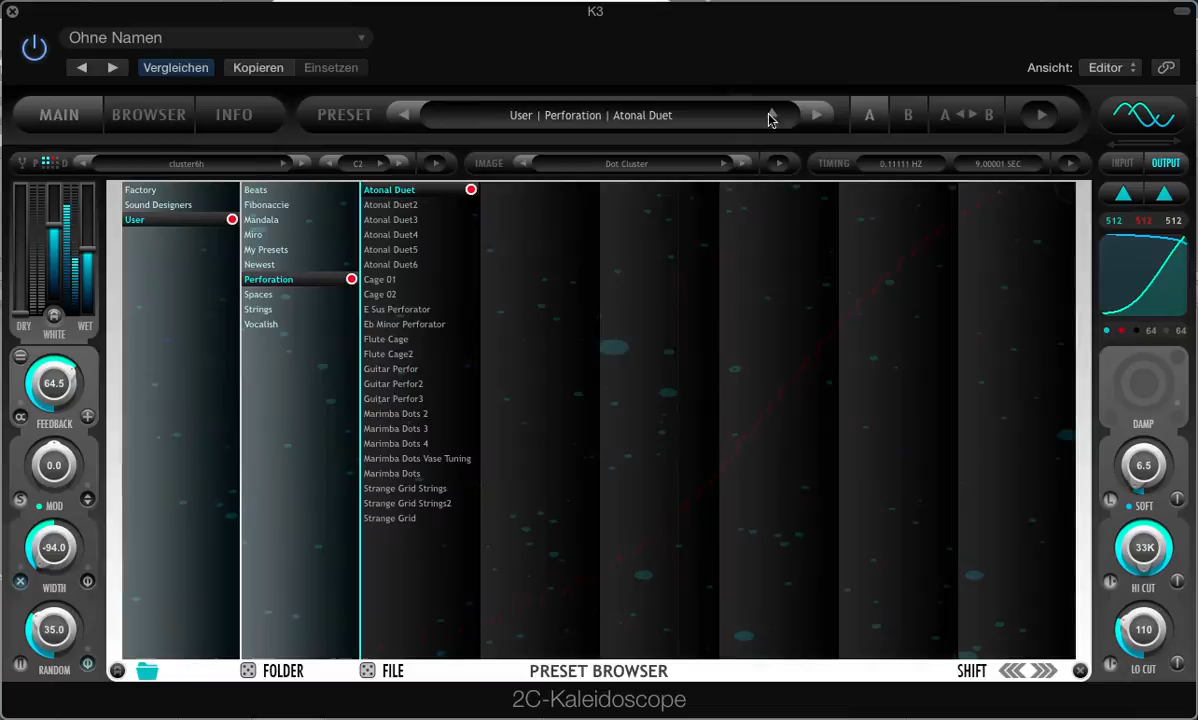 K3
Ohne Namen
Vergleichen Kopieren Einsetzen Ansicht: Editor
MAIN BROWSER INFO PRESET User | Perforation | Atonal Duet A B A B
P D cluster6h C2 IMAGE Dot Cluster TIMING 0.11111 HZ 9.00001 SEC INPUT OUTPUT
Factory
Sound Designers
User
Beats
Fibonaccie
Mandala
Miro
My Presets
Newest
Perforation
Spaces
Strings
Vocalish
Atonal Duet
Atonal Duet2
Atonal Duet3
Atonal Duet4
Atonal Duet5
Atonal Duet6
Cage 01
Cage 02
E Sus Perforator
Eb Minor Perforator
Flute Cage
Flute Cage2
Guitar Perfor
Guitar Perfor2
Guitar Perfor3
Marimba Dots 2
Marimba Dots 3
Marimba Dots 4
Marimba Dots Vase Tuning
Marimba Dots
Strange Grid Strings
Strange Grid Strings2
Strange Grid
DRY WHITE WET
64.5
FEEDBACK
0.0
S MOD
-94.0
WIDTH
35.0
RANDOM
512 512 512
64 64
DAMP
6.5
L SOFT
33K
HI CUT
110
LO CUT
FOLDER FILE PRESET BROWSER SHIFT
2C-Kaleidoscope